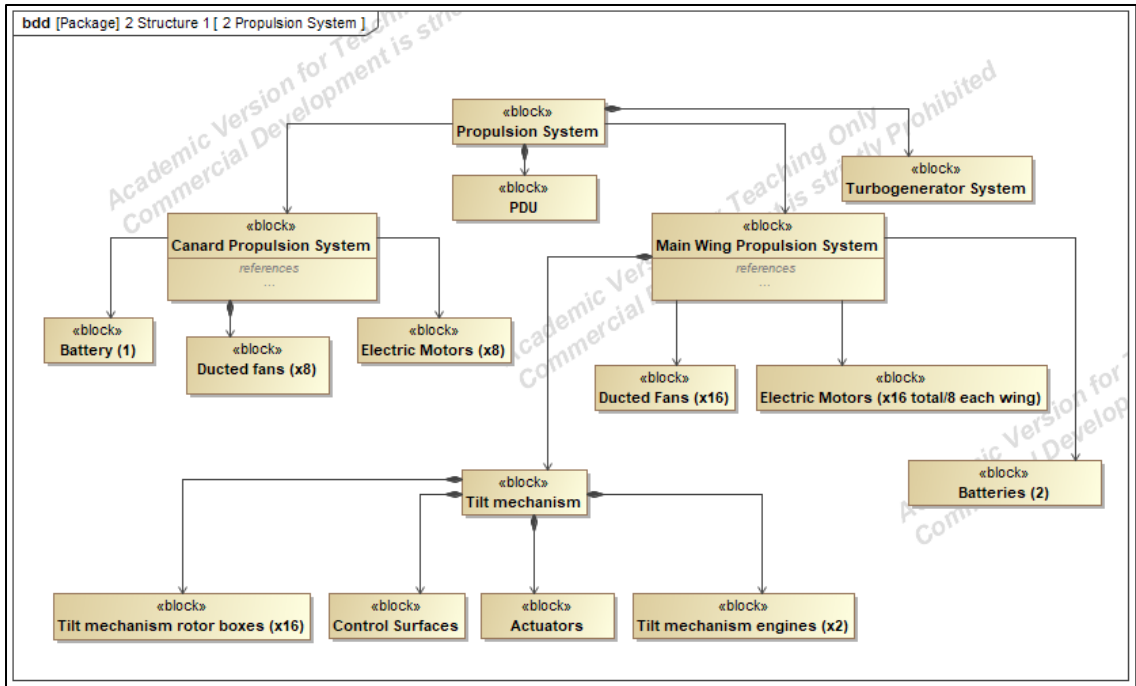 bdd [Package] 2 Structure 1 [ 2 Propulsion System ]
Academic Version for Teaching Only
Commercial Development is strictly Prohibited
«block»
Propulsion System
«block»
Turbogenerator System
«block»
PDU
«block»
Canard Propulsion System
references
...
«block»
Main Wing Propulsion System
references
...
«block»
Battery (1)
«block»
Ducted fans (x8)
«block»
Electric Motors (x8)
«block»
Ducted Fans (x16)
«block»
Electric Motors (x16 total/8 each wing)
«block»
Batteries (2)
«block»
Tilt mechanism
«block»
Tilt mechanism rotor boxes (x16)
«block»
Control Surfaces
«block»
Actuators
«block»
Tilt mechanism engines (x2)